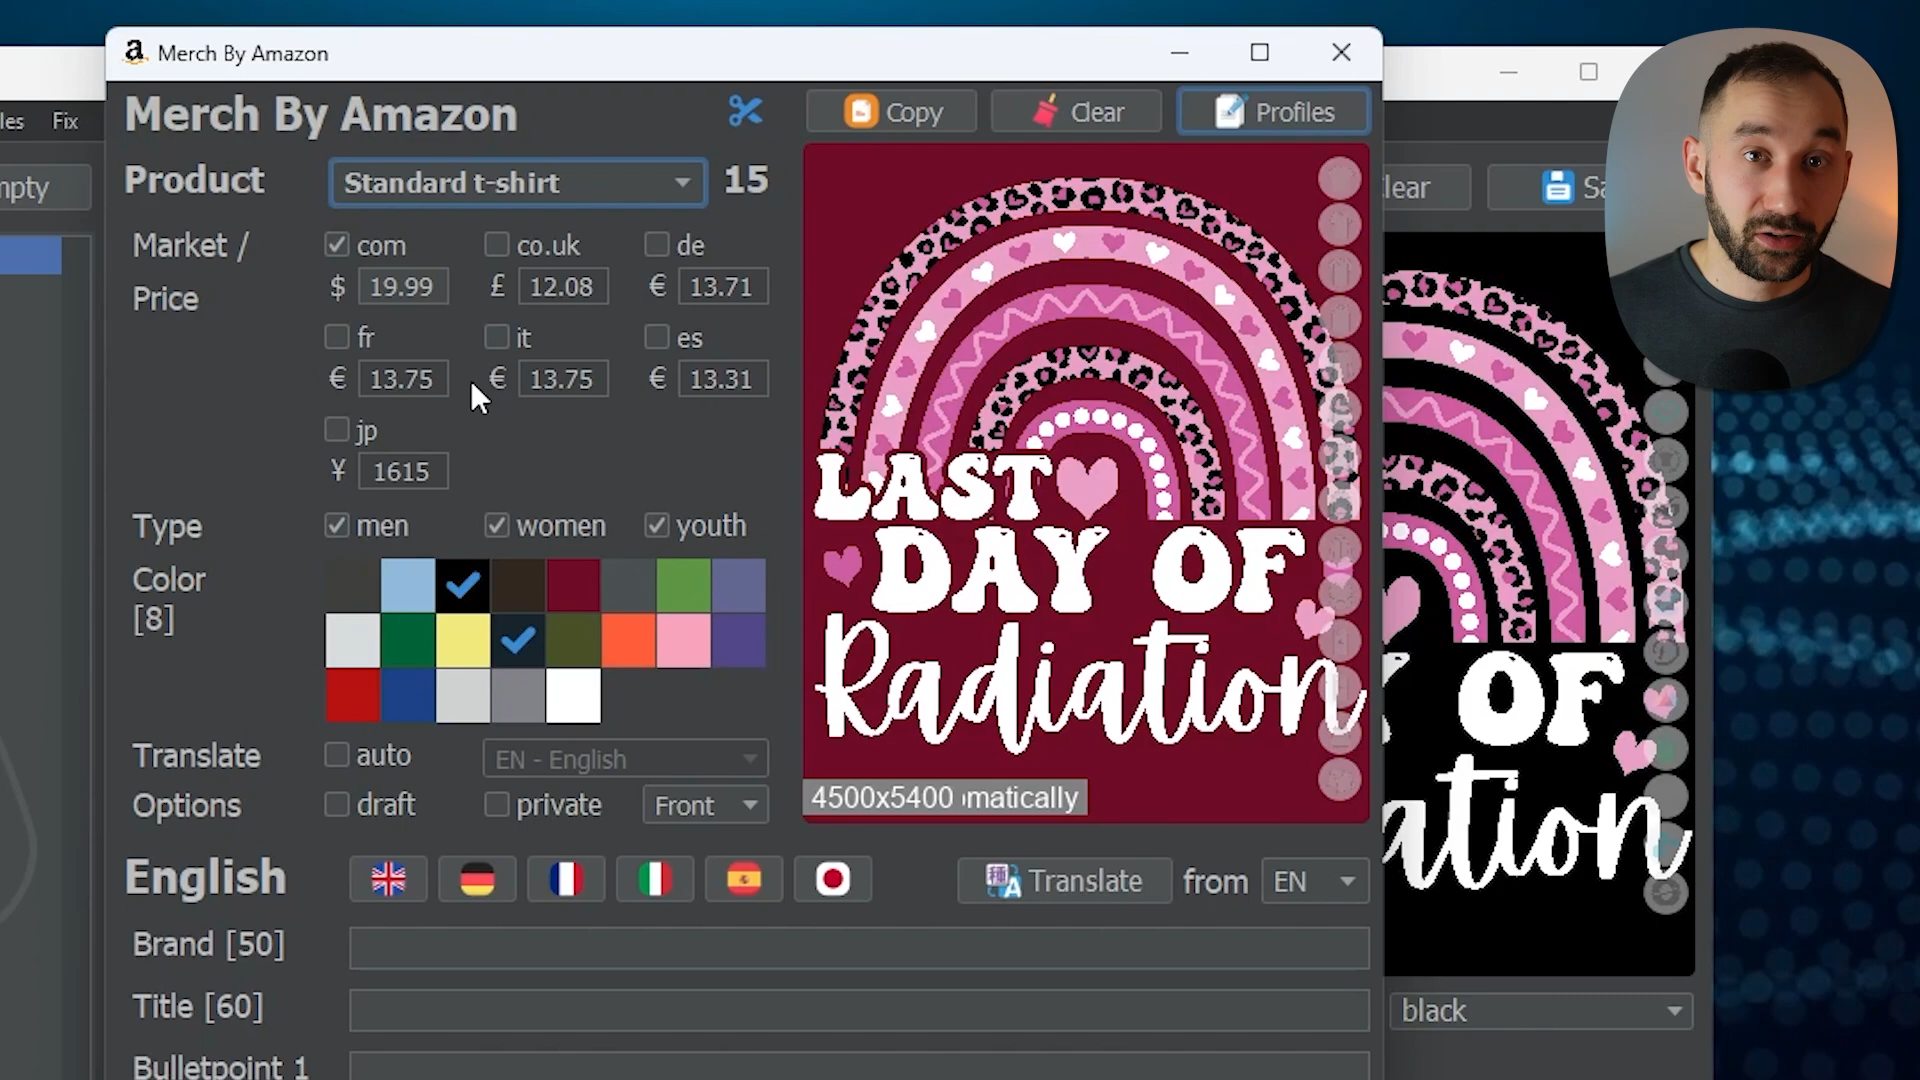 Merch By Amazon
les Fix
Merch By Amazon
Copy
Clear
Profiles
Product
Standard t-shirt
15
mpty
lear
Sa
Market /
Price
com
co.uk
de
$ 19.99
£ 12.08
€ 13.71
fr
it
es
€ 13.75
€ 13.75
€ 13.31
jp
¥ 1615
Type
men
women
youth
Color
[8]
Translate
auto
EN - English
Options
draft
private
Front
LAST
DAY OF
Radiation
4500x5400 matically
Y OF
ation
English
Translate from EN
Brand [50]
Title [60]
Bulletpoint 1
black